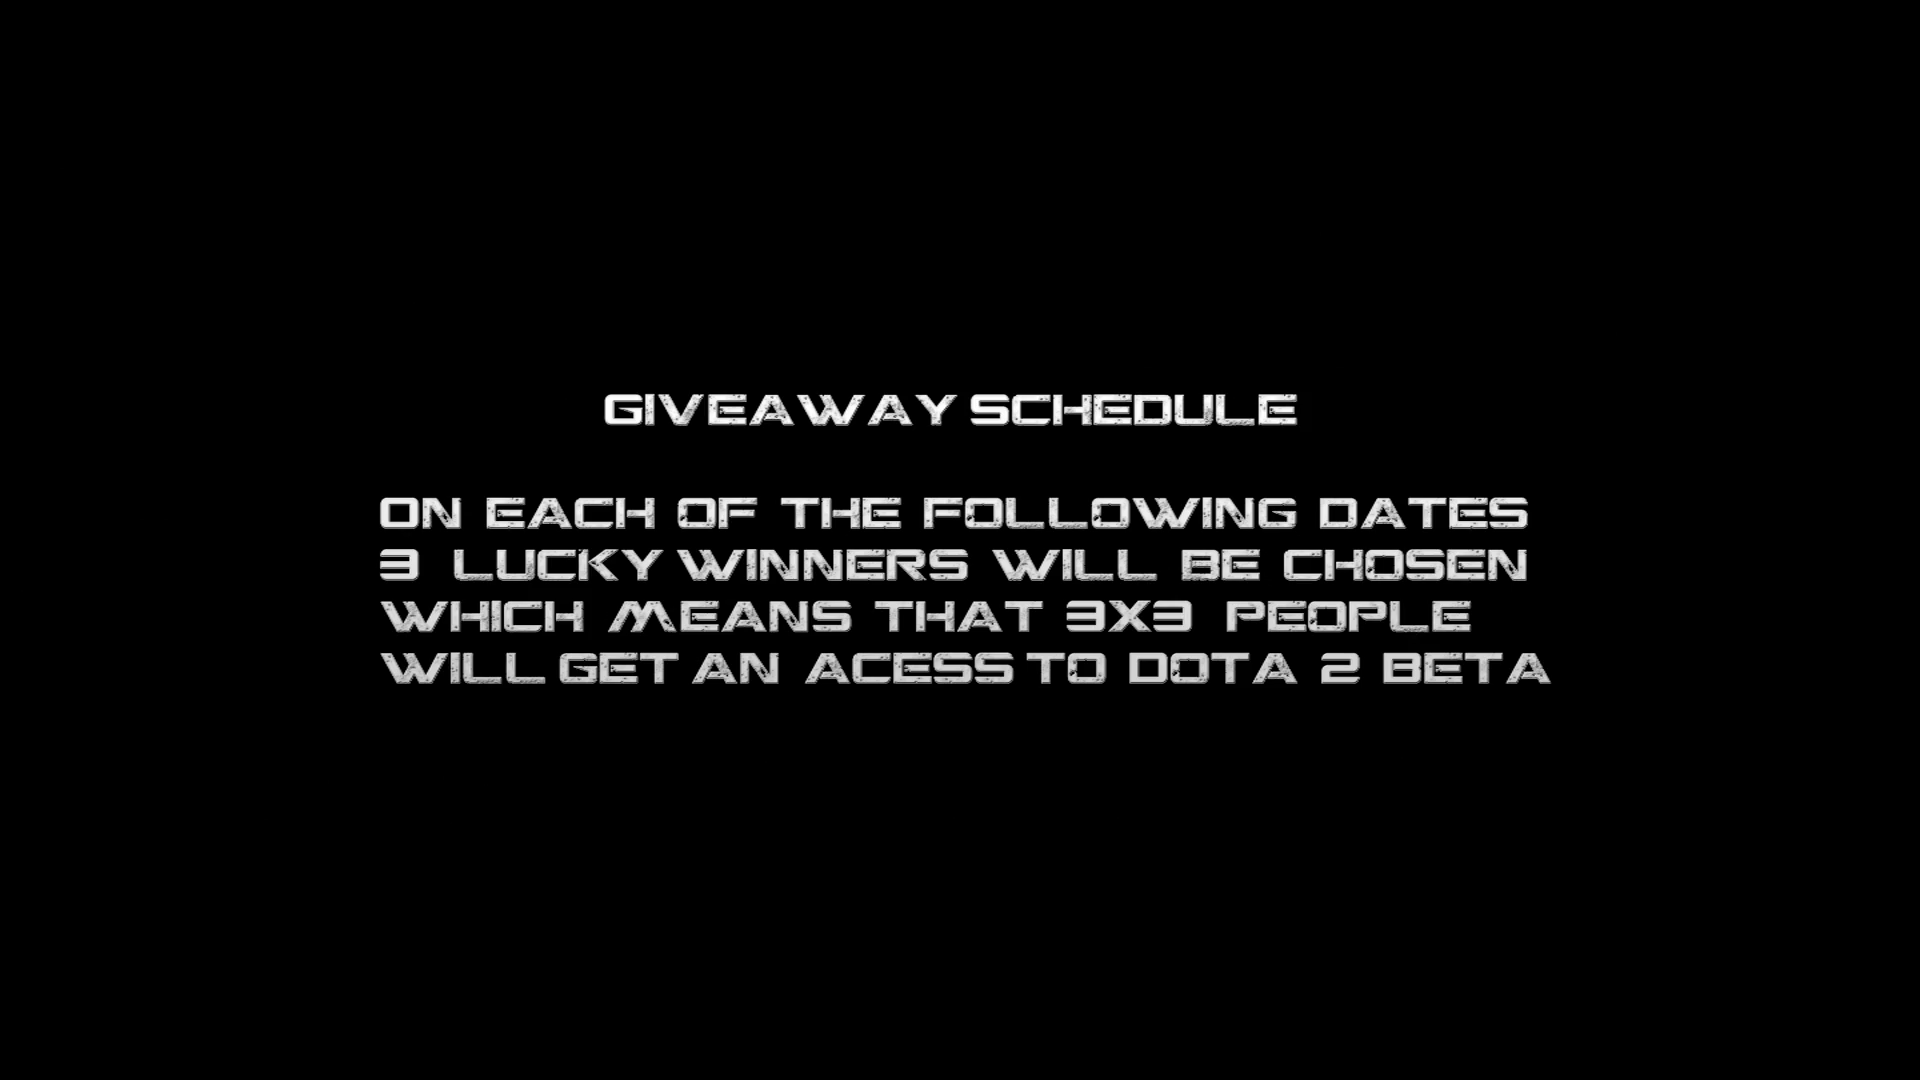 GIVEAWAY SCHEDULE
ON EACH OF THE FOLLOWING DATES
3 LUCKY WINNERS WILL BE CHOSEN
WHICH MEANS THAT 3X3 PEOPLE
WILL GET AN ACESS TO DOTA 2 BETA